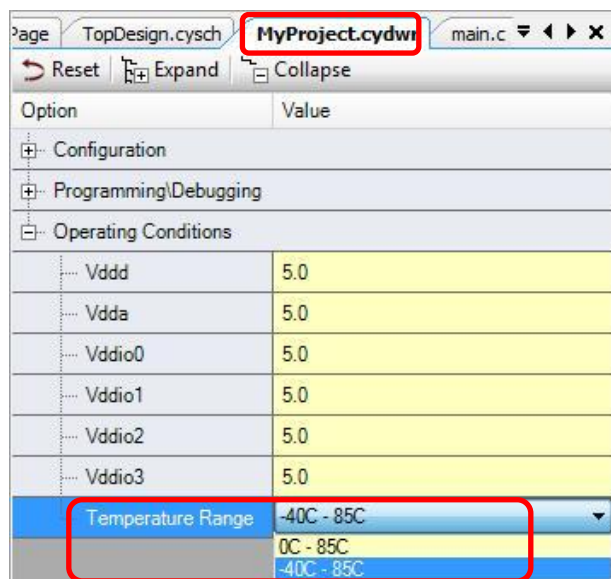 Page TopDesign.cysch MyProject.cydwr main.c
Reset Expand Collapse
Option Value
Configuration
Programming\Debugging
Operating Conditions
Vddd 5.0
Vdda 5.0
Vddio0 5.0
Vddio1 5.0
Vddio2 5.0
Vddio3 5.0
Temperature Range -40C - 85C
0C - 85C
-40C - 85C